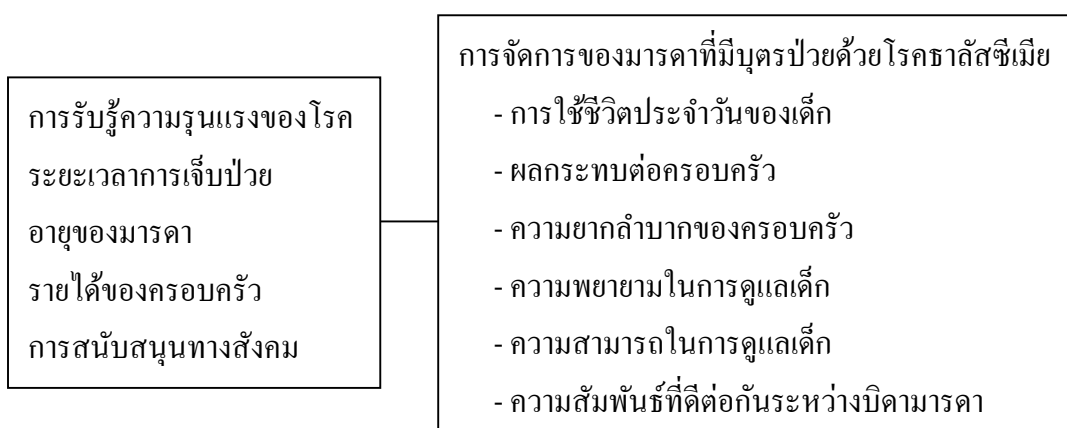 การรับรู้ความรุนแรงของโรค
ระยะเวลาการเจ็บป่วย
อายุของมารดา
รายได้ของครอบครัว
การสนับสนุนทางสังคม
การจัดการของมารดาที่มีบุตรป่วยด้วยโรคธาลัสซีเมีย
- การใช้ชีวิตประจำวันของเด็ก
- ผลกระทบต่อครอบครัว
- ความยากลำบากของครอบครัว
- ความพยายามในการดูแลเด็ก
- ความสามารถในการดูแลเด็ก
- ความสัมพันธ์ที่ดีต่อกันระหว่างบิดามารดา